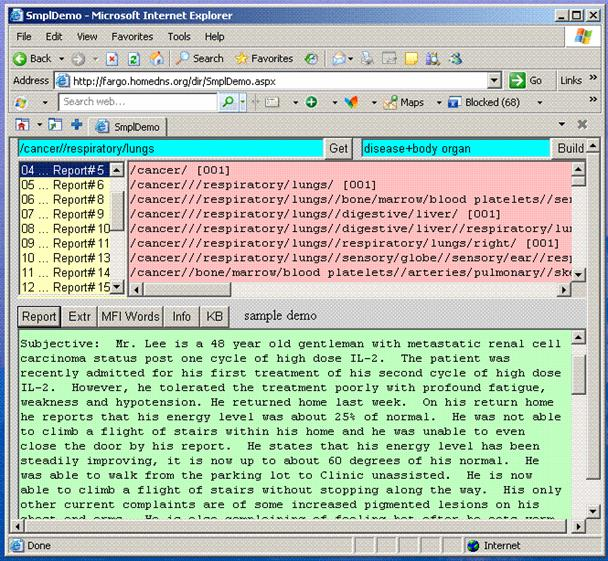 SmplDemo - Microsoft Internet Explorer
File Edit View Favorites Tools Help
Back Search Favorites
Address http://fargo.homedns.org/dir/SmplDemo.aspx Go Links »
Search web... Maps Blocked (68)
SmplDemo
/cancer//respiratory/lungs Get disease+body organ Build
04 ... Report# 5 /cancer/ [001]
05 ... Report# 6 /cancer///respiratory/lungs/ [001]
06 ... Report# 8 /cancer///respiratory/lungs//bone/marrow/blood platelets//se
07 ... Report# 9 /cancer///respiratory/lungs//digestive/liver/ [001]
08 ... Report# 10 /cancer///respiratory/lungs//digestive/liver//respiratory/lu
09 ... Report# 11 /cancer///respiratory/lungs//respiratory/lungs/right/ [001]
10 ... Report# 13 /cancer///respiratory/lungs//sensory/globe//sensory/ear//res
11 ... Report# 14 /cancer//bone/marrow/blood platelets//arteries/pulmonary//sk
12 ... Report# 15
Report Extr MFI Words Info KB sample demo
Subjective: Mr. Lee is a 48 year old gentleman with metastatic renal cell
carcinoma status post one cycle of high dose IL-2. The patient was
recently admitted for his first treatment of his second cycle of high dose
IL-2. However, he tolerated the treatment poorly with profound fatigue,
weakness and hypotension. He returned home last week. On his return home
he reports that his energy level was about 25% of normal. He was not able
to climb a flight of stairs within his home and he was unable to even
close the door by his report. He states that his energy level has been
steadily improving, it is now up to about 60 degrees of his normal. He
was able to walk from the parking lot to Clinic unassisted. He is now
able to climb a flight of stairs without stopping along the way. His only
other current complaints are of some increased pigmented lesions on his
chest and arms. He is also complaining of feeling hot after he eats warm
Done Internet